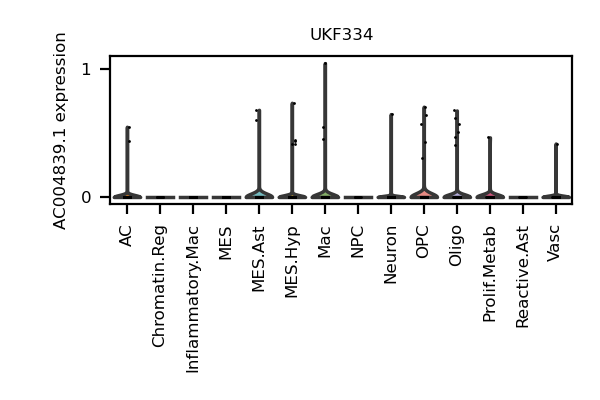 UKF334
AC004839.1 expression
1
0
AC
Chromatin.Reg
Inflammatory.Mac
MES
MES.Ast
MES.Hyp
Mac
NPC
Neuron
OPC
Oligo
Prolif.Metab
Reactive.Ast
Vasc